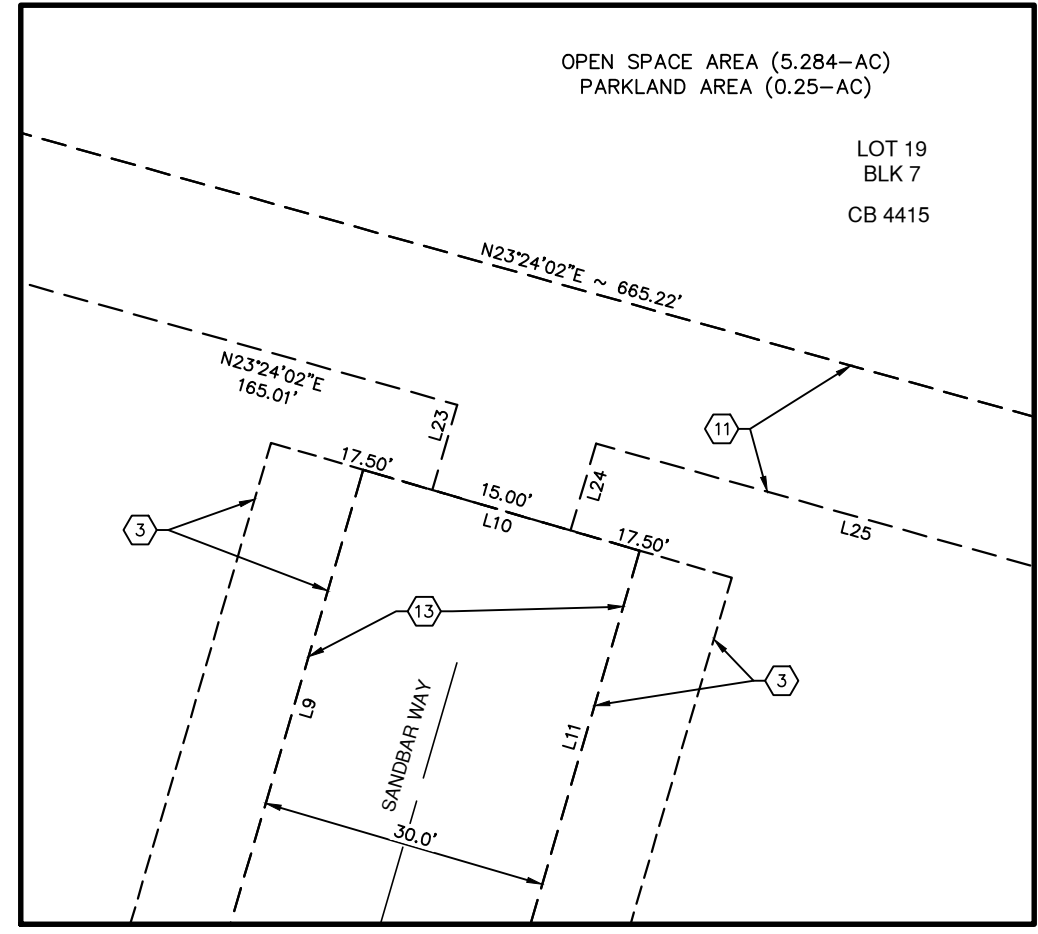 OPEN SPACE AREA (5.284-AC)
PARKLAND AREA (0.25-AC)
LOT 19
BLK 7
CB 4415
N23°24'02"E ~ 665.22'
N23°24'02"E
165.01'
L23
11
17.50'
L24
15.00'
L10
L25
17.50'
3
13
3
L9
SANDBAR WAY
L11
30.0'